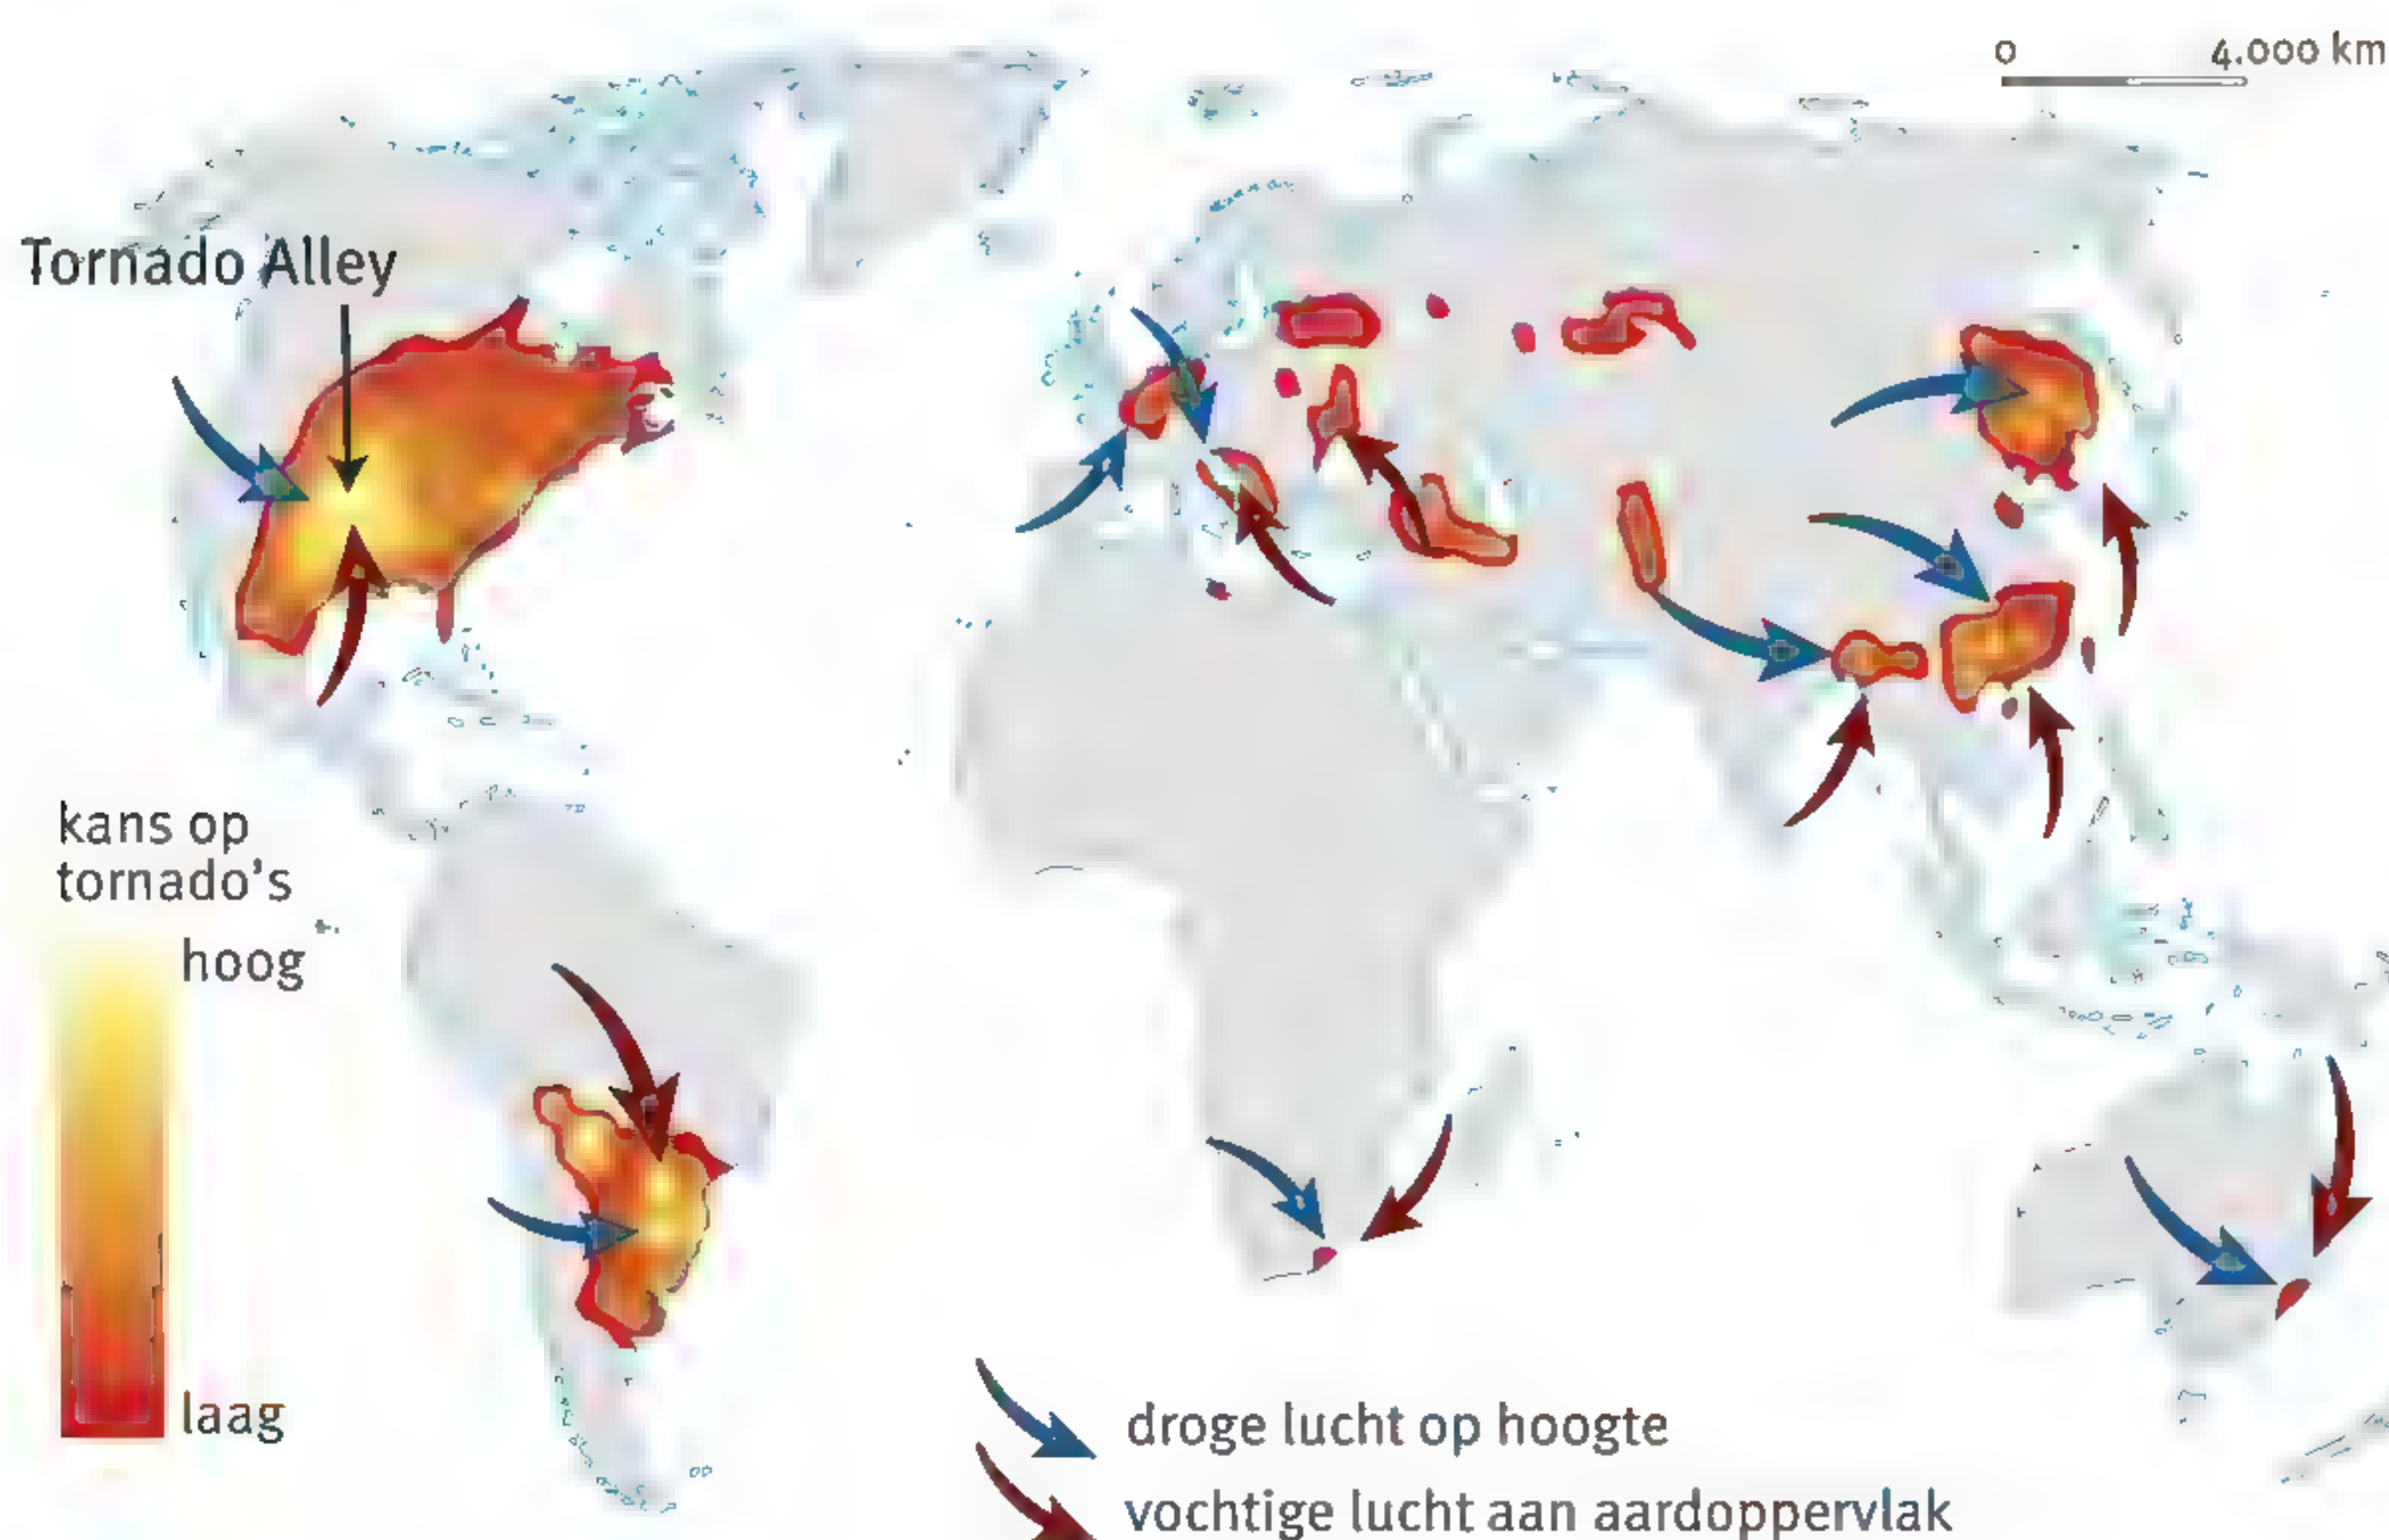 0 4.000 km
Tornado Alley
kans op
tornado's
hoog
laag
droge lucht op hoogte
vochtige lucht aan aardoppervlak